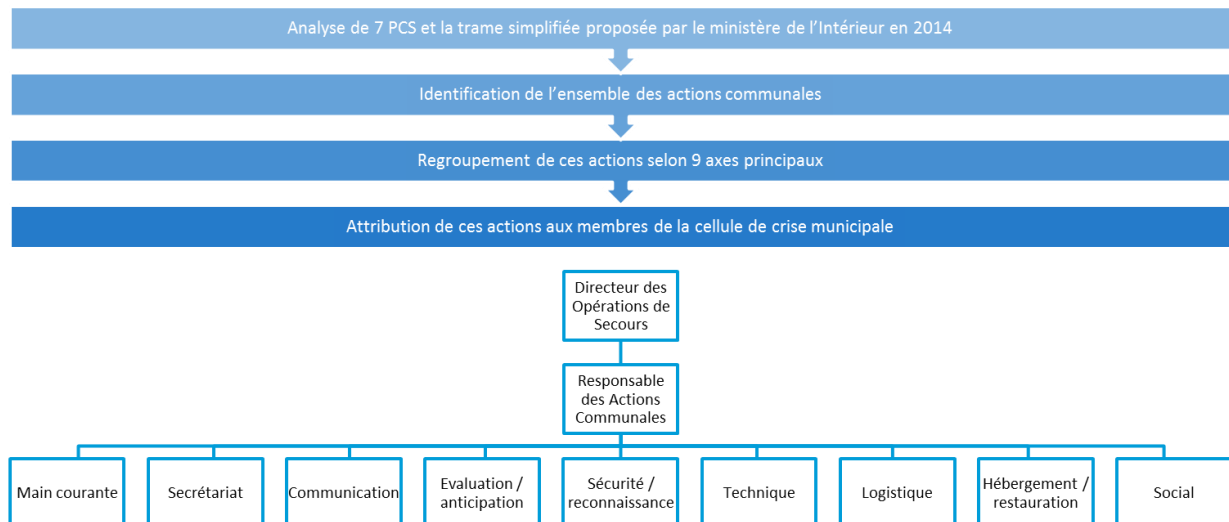 Analyse de 7 PCS et la trame simplifiée proposée par le ministère de l'Intérieur en 2014
Identification de l'ensemble des actions communales
Regroupement de ces actions selon 9 axes principaux
Attribution de ces actions aux membres de la cellule de crise municipale
Directeur des
Opérations de
Secours
Responsable
des Actions
Communales
Main courante
Secrétariat
Communication
Evaluation /
anticipation
Sécurité /
reconnaissance
Technique
Logistique
Hébergement /
restauration
Social